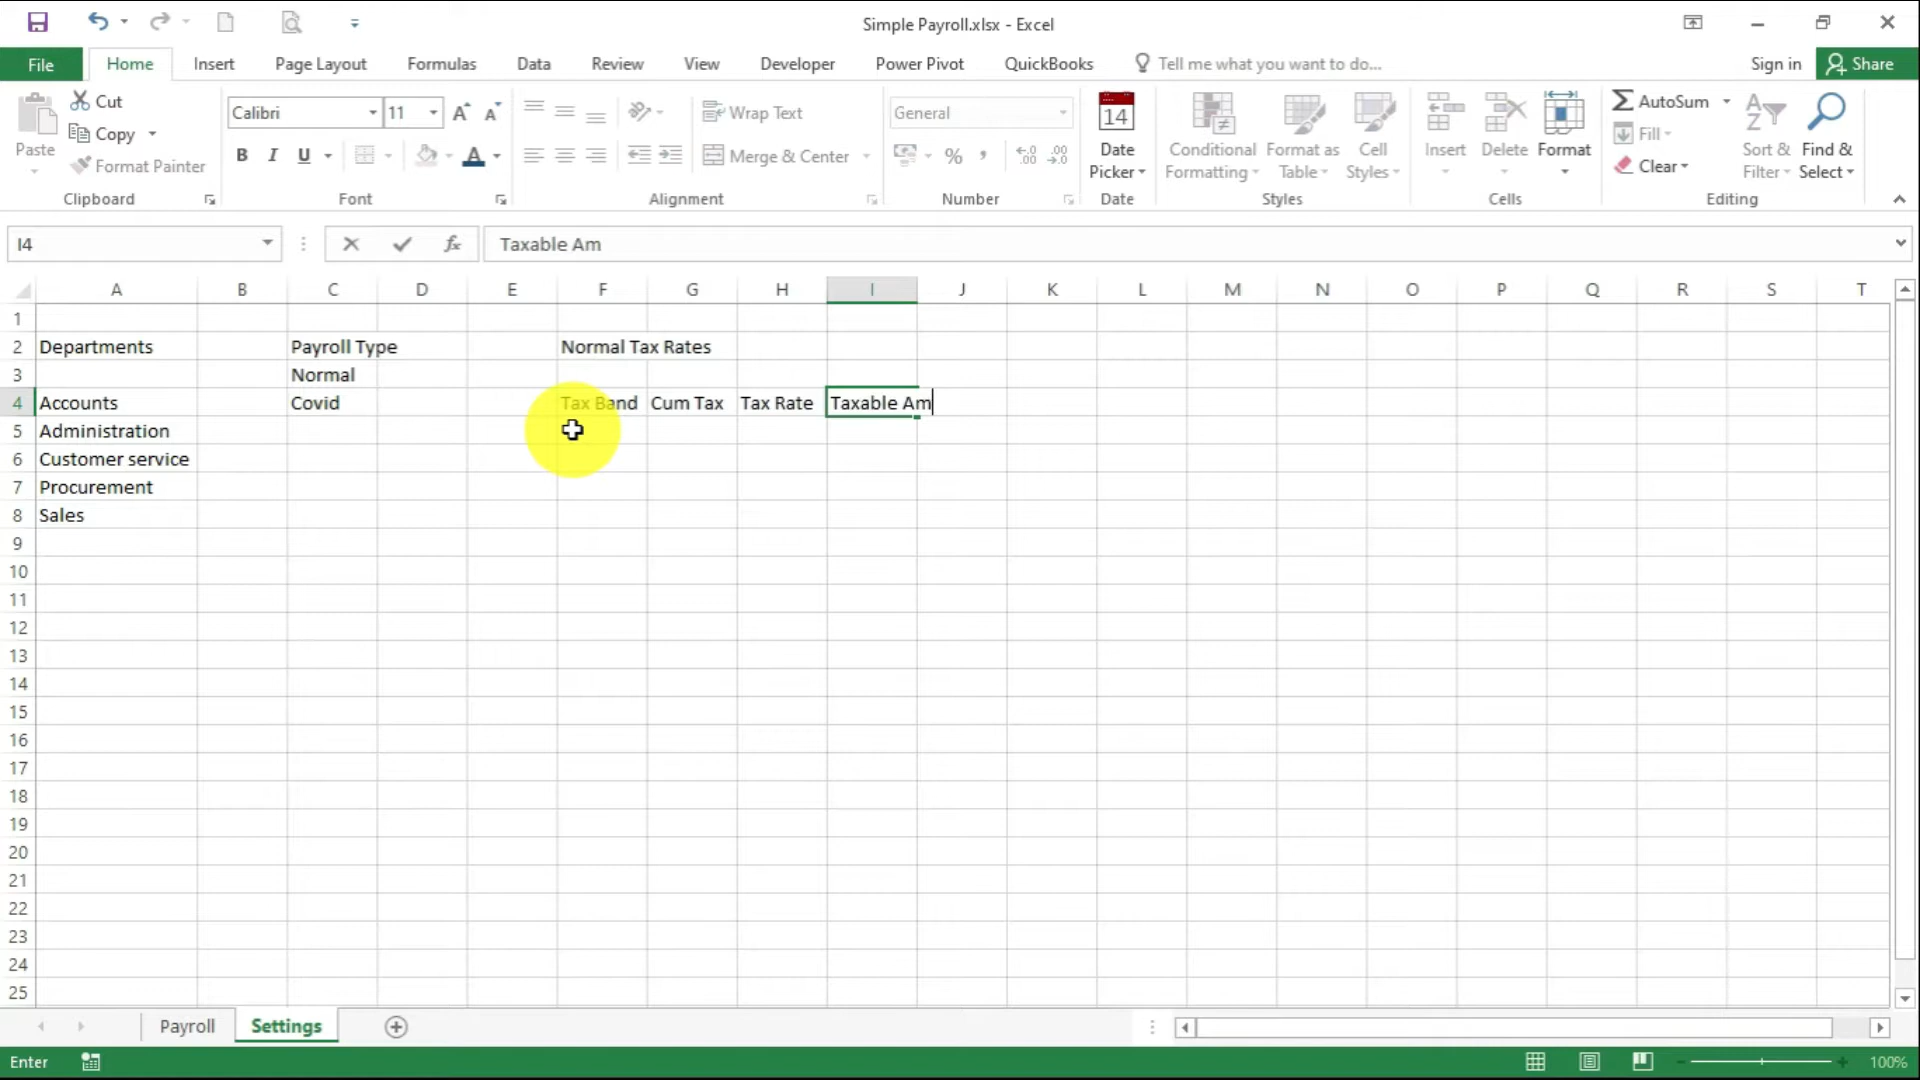 Simple Payroll.xlsx - Excel
File Home Insert Page Layout Formulas Data Review View Developer Power Pivot QuickBooks Tell me what you want to do... Sign in Share
Paste
Cut
Copy
Format Painter
Clipboard
Calibri 11
B I U
Font
Wrap Text
Merge & Center
Alignment
General
%
Number
14
Date
Picker
Date
Conditional
Formatting
Format as
Table
Cell
Styles
Styles
Insert
Delete
Format
Cells
AutoSum
Fill
Clear
Sort &
Filter
Find &
Select
Editing
I4 fx Taxable Am
A B C D E F G H I J K L M N O P Q R S T
1
2 Departments Payroll Type Normal Tax Rates
3 Normal
4 Accounts Covid Tax Band Cum Tax Tax Rate Taxable Am
5 Administration
6 Customer service
7 Procurement
8 Sales
9
10
11
12
13
14
15
16
17
18
19
20
21
22
23
24
25
Payroll Settings
Enter 100%